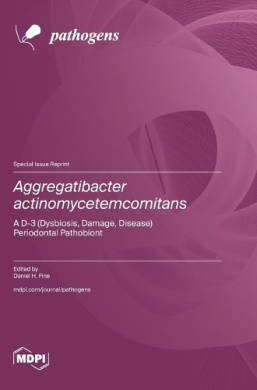 pathogens
Special Issue Reprint
Aggregatibacter
actinomycetemcomitans
A D-3 (Dysbiosis, Damage, Disease)
Periodontal Pathobiont
Edited by
Daniel H. Fine
mdpi.com/journal/pathogens
MDPI